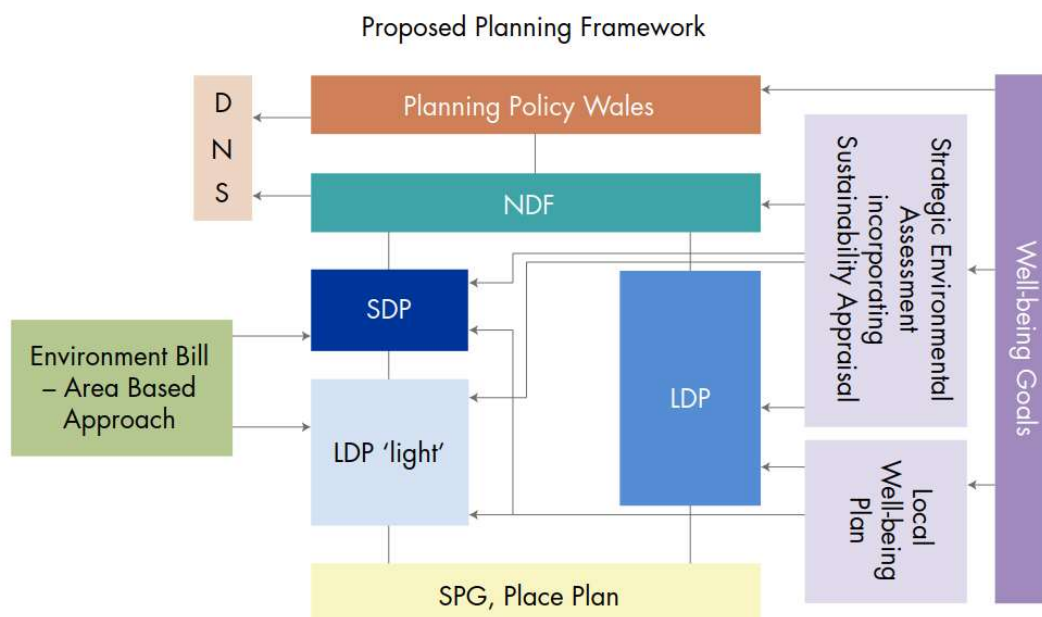 Proposed Planning Framework
D
N
S
Planning Policy Wales
NDF
SDP
LDP
LDP ‘light’
Environment Bill
– Area Based
Approach
SPG, Place Plan
Strategic Environmental
Assessment
incorporating
Sustainability Appraisal
Local
Well-being
Plan
Well-being Goals